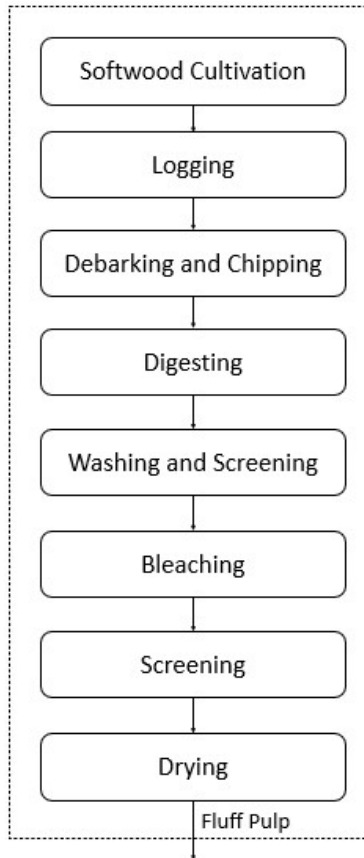 Softwood Cultivation
Logging
Debarking and Chipping
Digesting
Washing and Screening
Bleaching
Screening
Drying
Fluff Pulp